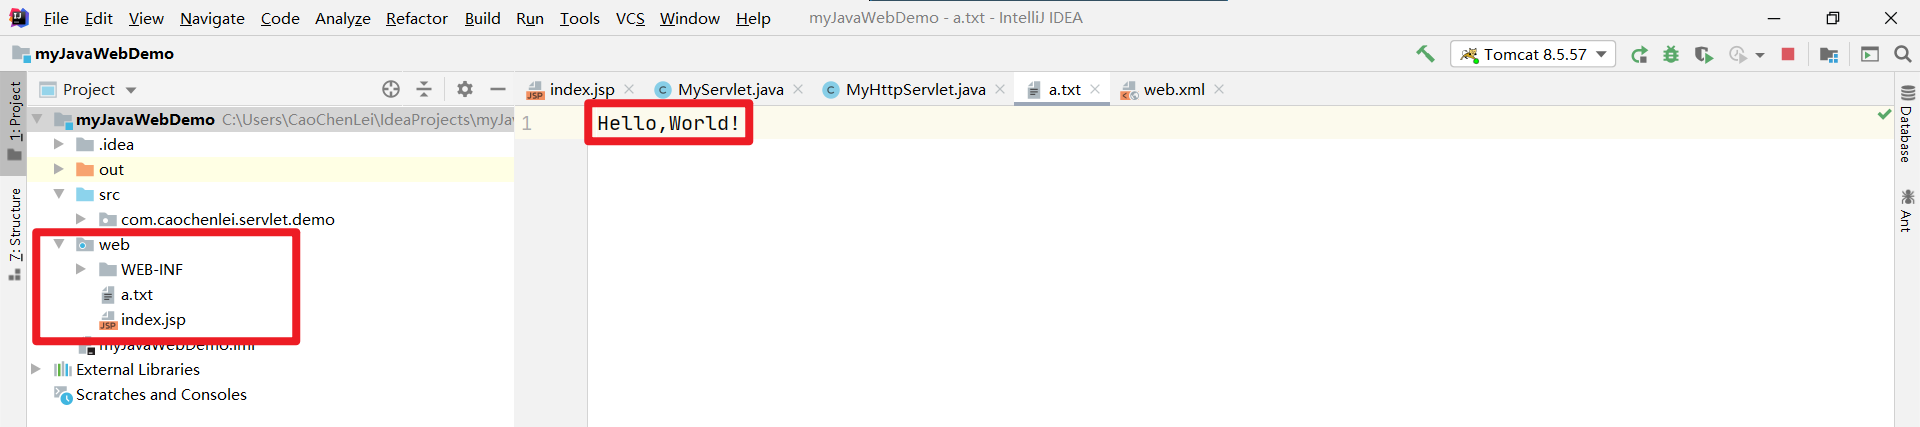 File Edit View Navigate Code Analyze Refactor Build Run Tools VCS Window Help myJavaWebDemo - a.txt - IntelliJ IDEA
myJavaWebDemo
Tomcat 8.5.57
Project
index.jsp
MyServlet.java
MyHttpServlet.java
a.txt
web.xml
1: Project
7: Structure
myJavaWebDemo C:\Users\CaoChenLei\IdeaProjects\myJav
.idea
out
src
com.caochenlei.servlet.demo
web
WEB-INF
a.txt
index.jsp
myJavaWebDemo.iml
External Libraries
Scratches and Consoles
1 Hello,World!
Database
Ant